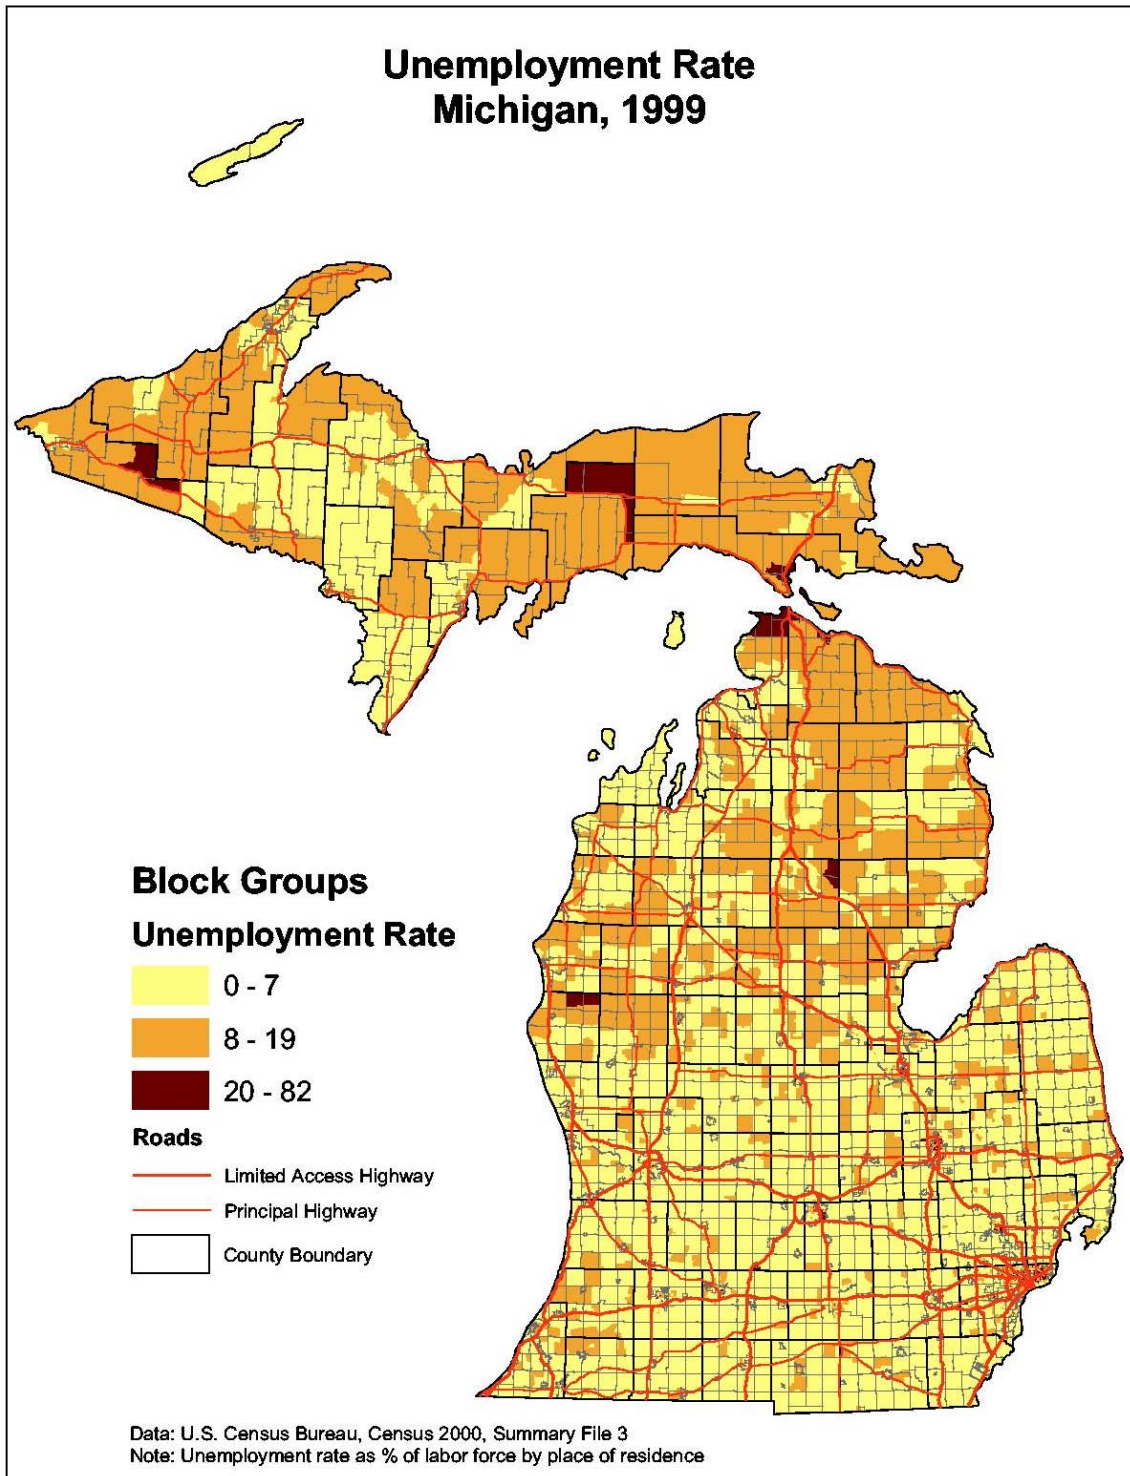 Unemployment Rate
Michigan, 1999
Block Groups
Unemployment Rate
0 - 7
8 - 19
20 - 82
Roads
Limited Access Highway
Principal Highway
County Boundary
Data: U.S. Census Bureau, Census 2000, Summary File 3
Note: Unemployment rate as % of labor force by place of residence